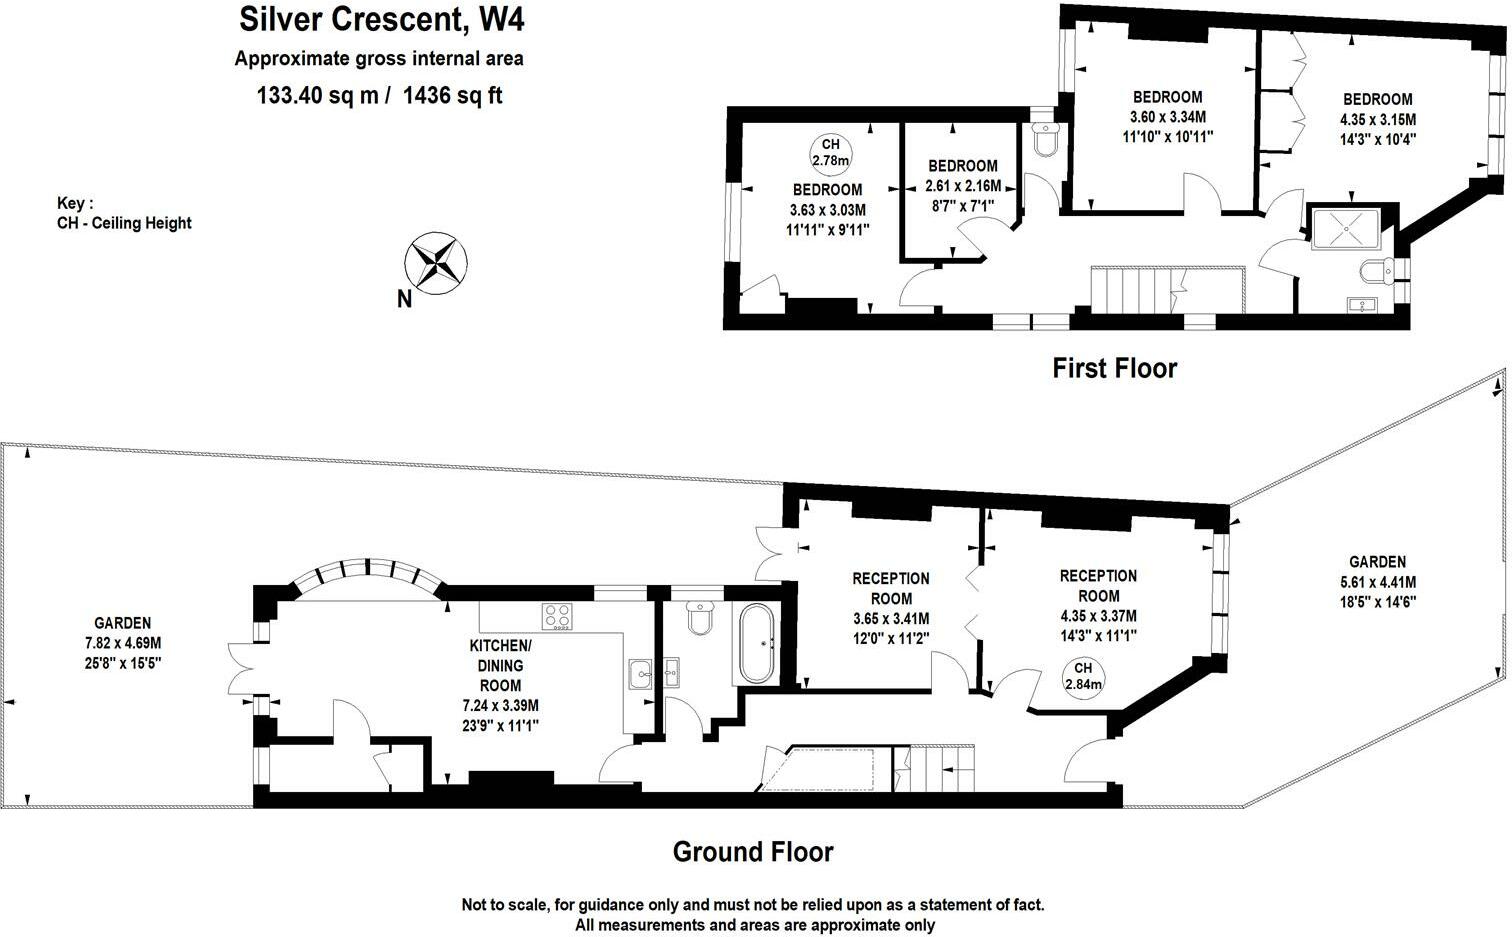 Silver Crescent, W4
Approximate gross internal area
133.40 sq m / 1436 sq ft
Key :
CH - Ceiling Height
N
CH
2.78m
BEDROOM
3.63 x 3.03M
11'11" x 9'11"
BEDROOM
2.61 x 2.16M
8'7" x 7'1"
BEDROOM
3.60 x 3.34M
11'10" x 10'11"
BEDROOM
4.35 x 3.15M
14'3" x 10'4"
First Floor
GARDEN
7.82 x 4.69M
25'8" x 15'5"
KITCHEN/
DINING
ROOM
7.24 x 3.39M
23'9" x 11'1"
RECEPTION
ROOM
3.65 x 3.41M
12'0" x 11'2"
RECEPTION
ROOM
4.35 x 3.37M
14'3" x 11'1"
CH
2.84m
GARDEN
5.61 x 4.41M
18'5" x 14'6"
Ground Floor
Not to scale, for guidance only and must not be relied upon as a statement of fact.
All measurements and areas are approximate only